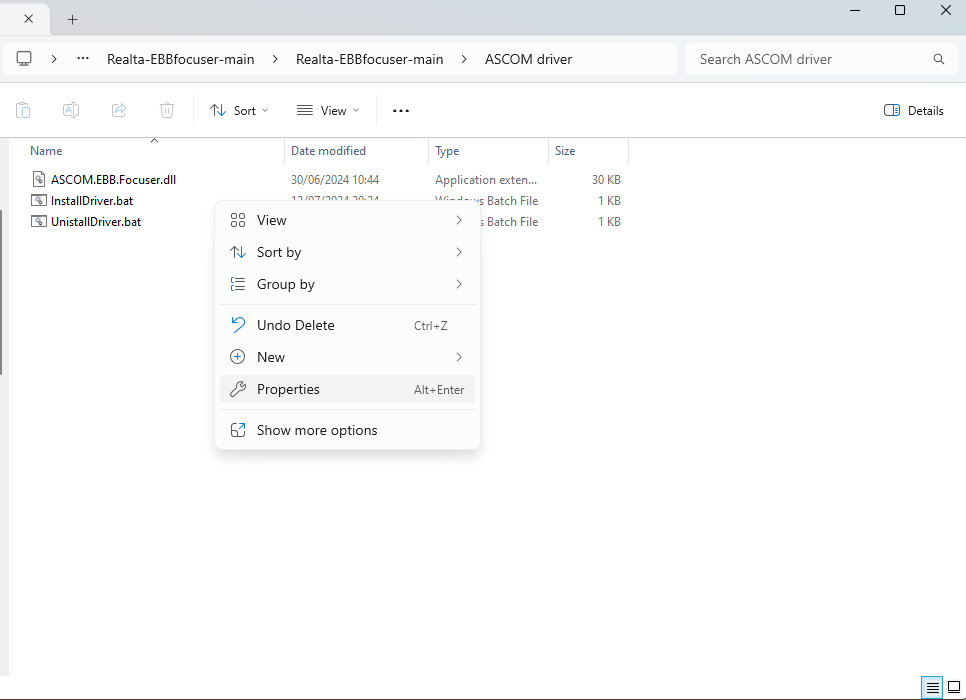 Realta-EBBfocuser-main > Realta-EBBfocuser-main > ASCOM driver
Search ASCOM driver
Sort View Details
Name Date modified Type Size
ASCOM.EBB.Focuser.dll 30/06/2024 10:44 Application exten... 30 KB
InstallDriver.bat Windows Batch File 1 KB
UnistallDriver.bat Batch File 1 KB
View
Sort by
Group by
Undo Delete Ctrl+Z
New
Properties Alt+Enter
Show more options